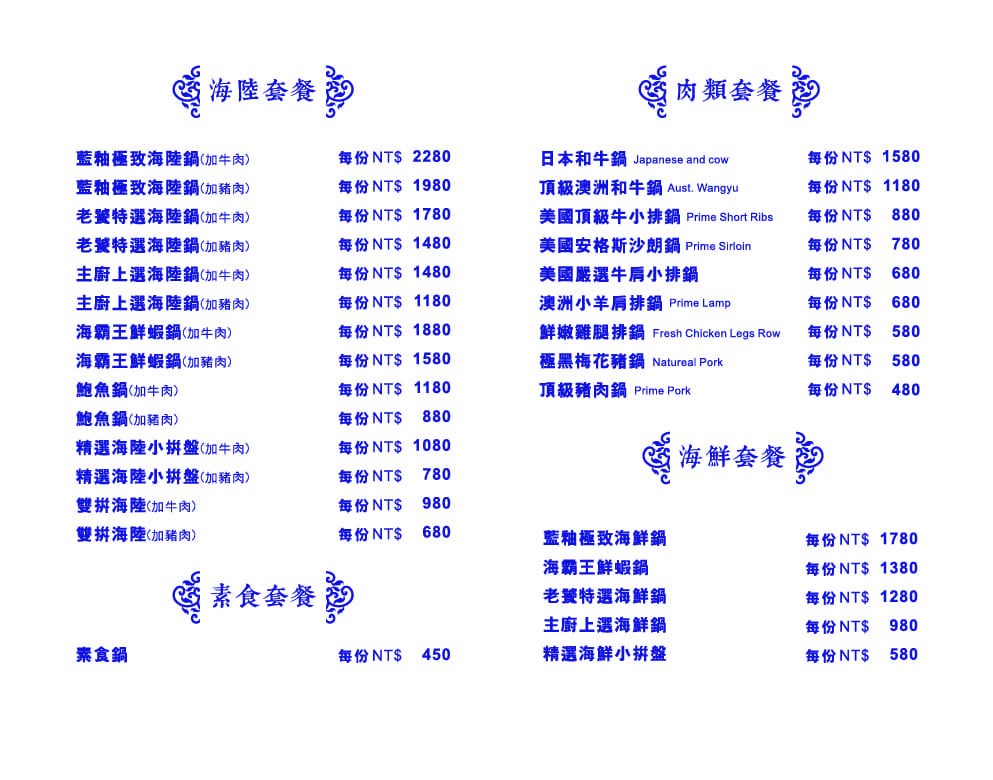 海陸套餐
藍釉極致海陸鍋(加牛肉) 每份NT$ 2280
藍釉極致海陸鍋(加豬肉) 每份NT$ 1980
老饕特選海陸鍋(加牛肉) 每份NT$ 1780
老饕特選海陸鍋(加豬肉) 每份NT$ 1480
主廚上選海陸鍋(加牛肉) 每份NT$ 1480
主廚上選海陸鍋(加豬肉) 每份NT$ 1180
海霸王鮮蝦鍋(加牛肉) 每份NT$ 1880
海霸王鮮蝦鍋(加豬肉) 每份NT$ 1580
鮑魚鍋(加牛肉) 每份NT$ 1180
鮑魚鍋(加豬肉) 每份NT$ 880
精選海陸小拼盤(加牛肉) 每份NT$ 1080
精選海陸小拼盤(加豬肉) 每份NT$ 780
雙拼海陸(加牛肉) 每份NT$ 980
雙拼海陸(加豬肉) 每份NT$ 680
素食套餐
素食鍋 每份NT$ 450
肉類套餐
日本和牛鍋 Japanese and cow 每份NT$ 1580
頂級澳洲和牛鍋 Aust. Wangyu 每份NT$ 1180
美國頂級牛小排鍋 Prime Short Ribs 每份NT$ 880
美國安格斯沙朗鍋 Prime Sirloin 每份NT$ 780
美國嚴選牛肩小排鍋 每份NT$ 680
澳洲小羊肩排鍋 Prime Lamp 每份NT$ 680
鮮嫩雞腿排鍋 Fresh Chicken Legs Row 每份NT$ 580
極黑梅花豬鍋 Natureal Pork 每份NT$ 580
頂級豬肉鍋 Prime Pork 每份NT$ 480
海鮮套餐
藍釉極致海鮮鍋 每份NT$ 1780
海霸王鮮蝦鍋 每份NT$ 1380
老饕特選海鮮鍋 每份NT$ 1280
主廚上選海鮮鍋 每份NT$ 980
精選海鮮小拼盤 每份NT$ 580